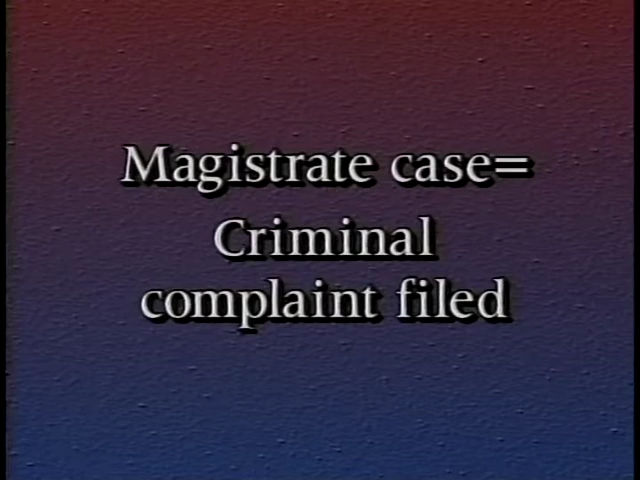 Magistrate case=
Criminal
complaint filed